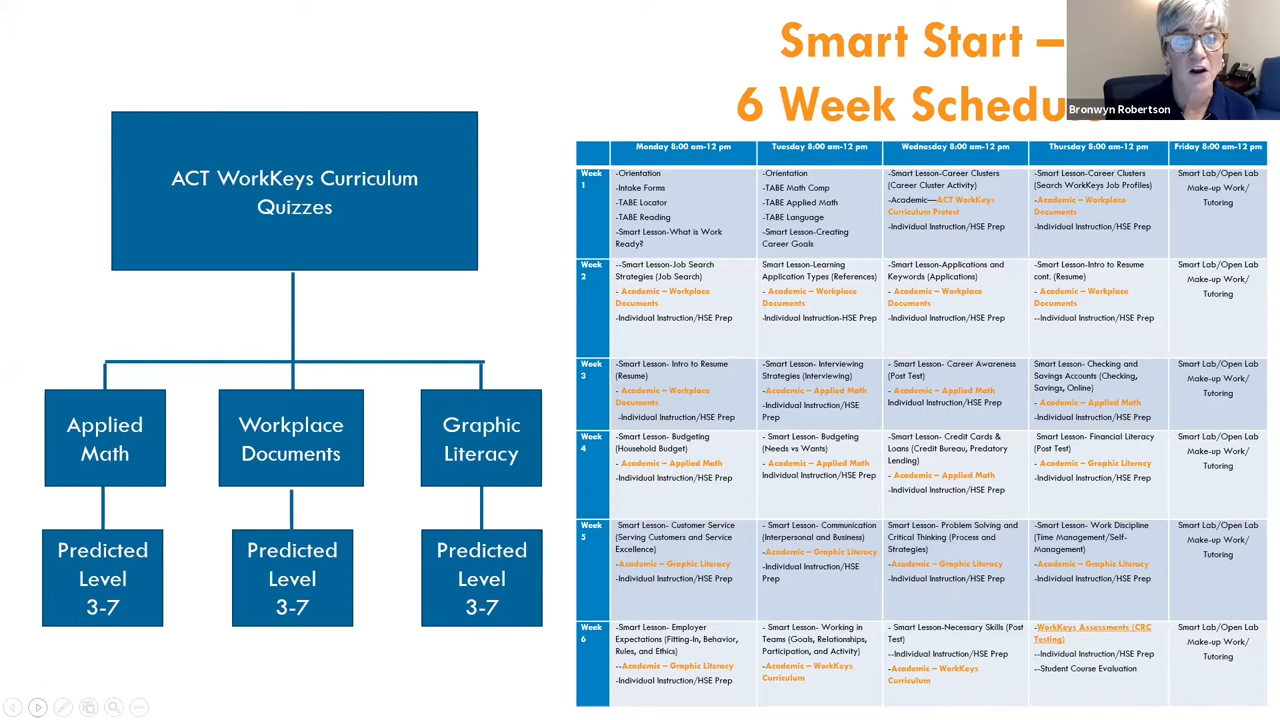 Smart Start –
6 Week Schedu
Bronwyn Robertson
ACT WorkKeys Curriculum
Quizzes
Applied
Math
Workplace
Documents
Graphic
Literacy
Predicted
Level
3-7
Predicted
Level
3-7
Predicted
Level
3-7
Monday 8:00 am-12 pm
Tuesday 8:00am-12 pm
Wednesday 8:00 am-12 pm
Thursday 8:00 am-12 pm
Friday 8:00 am-12 pm
Week
1
-Orientation
-Intake Forms
-TABE Locator
-TABE Reading
-Smart Lesson-What is Work
Ready?
-Orientation
-TABE Math Comp
-TABE Applied Math
-TABE Language
-Smart Lesson-Creating
Career Goals
-Smart Lesson-Career Clusters
(Career Cluster Activity)
-Academic—ACT WorkKeys
Curriculum Pretest
-Individual Instruction/HSE Prep
-Smart Lesson-Career Clusters
(Search WorkKeys Job Profiles)
-Academic – Workplace
Documents
-Individual Instruction/HSE Prep
Smart Lab/Open Lab
Make-up Work/
Tutoring
Week
2
--Smart Lesson-Job Search
Strategies (Job Search)
- Academic – Workplace
Documents
-Individual Instruction/HSE Prep
Smart Lesson-Learning
Application Types (References)
- Academic – Workplace
Documents
-Individual Instruction-HSE Prep
-Smart Lesson-Applications and
Keywords (Applications)
- Academic – Workplace
Documents
-Individual Instruction/HSE Prep
-Smart Lesson-Intro to Resume
cont. (Resume)
- Academic – Workplace
Documents
--Individual Instruction/HSE Prep
Smart Lab/Open Lab
Make-up Work/
Tutoring
Week
3
-Smart Lesson- Intro to Resume
(Resume)
- Academic – Workplace
Documents
-Individual Instruction/HSE Prep
-Smart Lesson- Interviewing
Strategies (Interviewing)
-Academic – Applied Math
-Individual Instruction/HSE
Prep
- Smart Lesson- Career Awareness
(Post Test)
- Academic – Applied Math
Individual Instruction/HSE Prep
Smart Lesson- Checking and
Savings Accounts (Checking,
Savings, Online)
- Academic – Applied Math
-Individual Instruction/HSE Prep
Smart Lab/Open Lab
Make-up Work/
Tutoring
Week
4
-Smart Lesson- Budgeting
(Household Budget)
- Academic – Applied Math
-Individual Instruction/HSE Prep
- Smart Lesson- Budgeting
(Needs vs Wants)
- Academic – Applied Math
Individual Instruction/HSE Prep
-Smart Lesson- Credit Cards &
Loans (Credit Bureau, Predatory
Lending)
- Academic – Applied Math
-Individual Instruction/HSE Prep
Smart Lesson- Financial Literacy
(Post Test)
- Academic – Graphic Literacy
-Individual Instruction/HSE Prep
Smart Lab/Open Lab
Make-up Work/
Tutoring
Week
5
Smart Lesson- Customer Service
(Serving Customers and Service
Excellence)
-Academic – Graphic Literacy
-Individual Instruction/HSE Prep
- Smart Lesson- Communication
(Interpersonal and Business)
-Academic – Graphic Literacy
-Individual Instruction/HSE
Prep
Smart Lesson- Problem Solving and
Critical Thinking (Process and
Strategies)
-Academic – Graphic Literacy
-Individual Instruction/HSE Prep
-Smart Lesson- Work Discipline
(Time Management/Self-
Management)
-Academic – Graphic Literacy
-Individual Instruction/HSE Prep
Smart Lab/Open Lab
Make-up Work/
Tutoring
Week
6
-Smart Lesson- Employer
Expectations (Fitting-In, Behavior,
Rules, and Ethics)
--Academic – Graphic Literacy
-Individual Instruction/HSE Prep
- Smart Lesson- Working in
Teams (Goals, Relationships,
Participation, and Activity)
-Academic – WorkKeys
Curriculum
- Smart Lesson-Necessary Skills (Post
Test)
--Individual Instruction/HSE Prep
-Academic – WorkKeys
Curriculum
-WorkKeys Assessments (CRC
Testing)
--Individual Instruction/HSE Prep
--Student Course Evaluation
Smart Lab/Open Lab
Make-up Work/
Tutoring